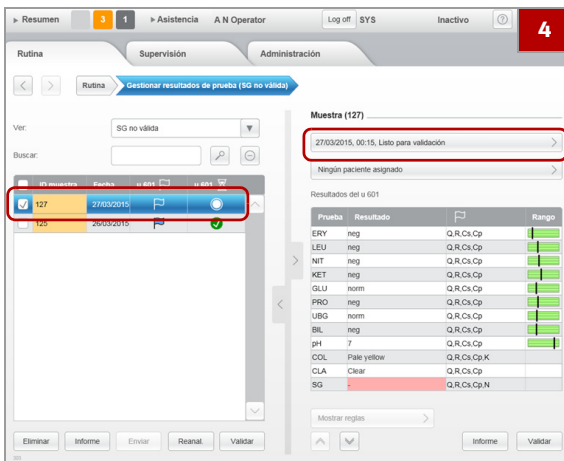 Resumen 3 1 Asistencia A N Operator Log off SYS Inactivo
4
Rutina Supervisión Administración
Rutina Gestionar resultados de prueba (SG no válida)
Ver: SG no válida
Buscar:
ID muestra Fecha u 601 u 601
127 27/03/2015
125 26/03/2015
Eliminar Informe Enviar Reanal. Validar
Muestra (127)
27/03/2015, 00:15, Listo para validación
Ningún paciente asignado
Resultados del u 601
Prueba Resultado Rango
ERY neg Q,R,Cs,Cp
LEU neg Q,R,Cs,Cp
NIT neg Q,R,Cs,Cp
KET neg Q,R,Cs,Cp
GLU norm Q,R,Cs,Cp
PRO neg Q,R,Cs,Cp
UBG norm Q,R,Cs,Cp
BIL neg Q,R,Cs,Cp
pH 7 Q,R,Cs,Cp
COL Pale yellow Q,R,Cs,Cp,K
CLA Clear Q,R,Cs,Cp
SG - Q,R,Cs,Cp,N
Mostrar reglas
Informe Validar